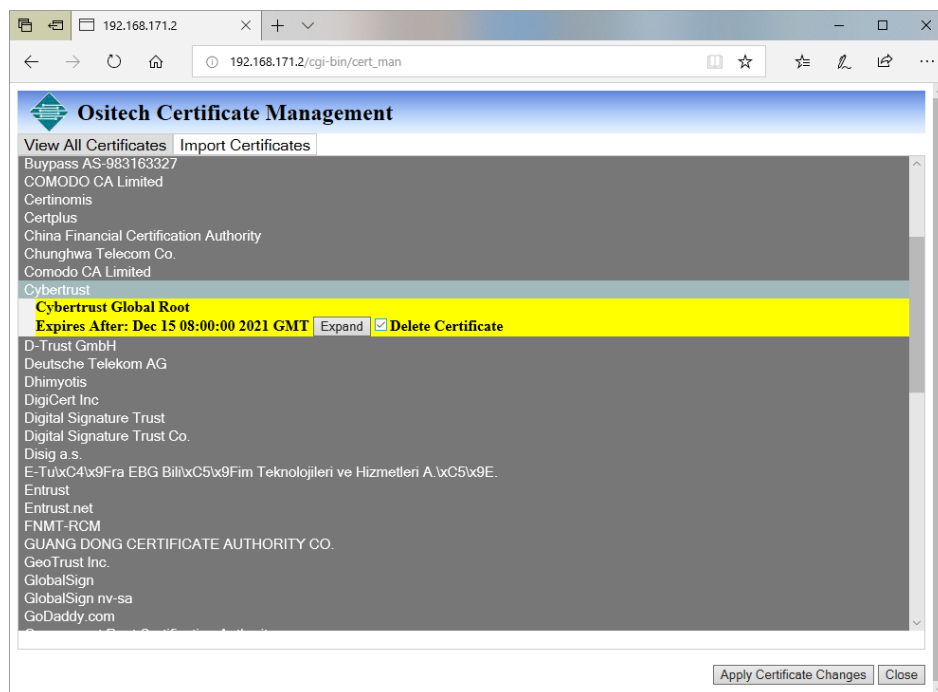 192.168.171.2
192.168.171.2/cgi-bin/cert_man
Ositech Certificate Management
View All Certificates Import Certificates
Buypass AS-983163327
COMODO CA Limited
Certinomis
Certplus
China Financial Certification Authority
Chunghwa Telecom Co.
Comodo CA Limited
Cybertrust
Cybertrust Global Root
Expires After: Dec 15 08:00:00 2021 GMT Expand Delete Certificate
D-Trust GmbH
Deutsche Telekom AG
Dhimyotis
DigiCert Inc
Digital Signature Trust
Digital Signature Trust Co.
Disig a.s.
E-Tu\xC4\x9Fra EBG Bili\xC5\x9Fim Teknolojileri ve Hizmetleri A.\xC5\x9E.
Entrust
Entrust.net
FNMT-RCM
GUANG DONG CERTIFICATE AUTHORITY CO.
GeoTrust Inc.
GlobalSign
GlobalSign nv-sa
GoDaddy.com
Apply Certificate Changes Close